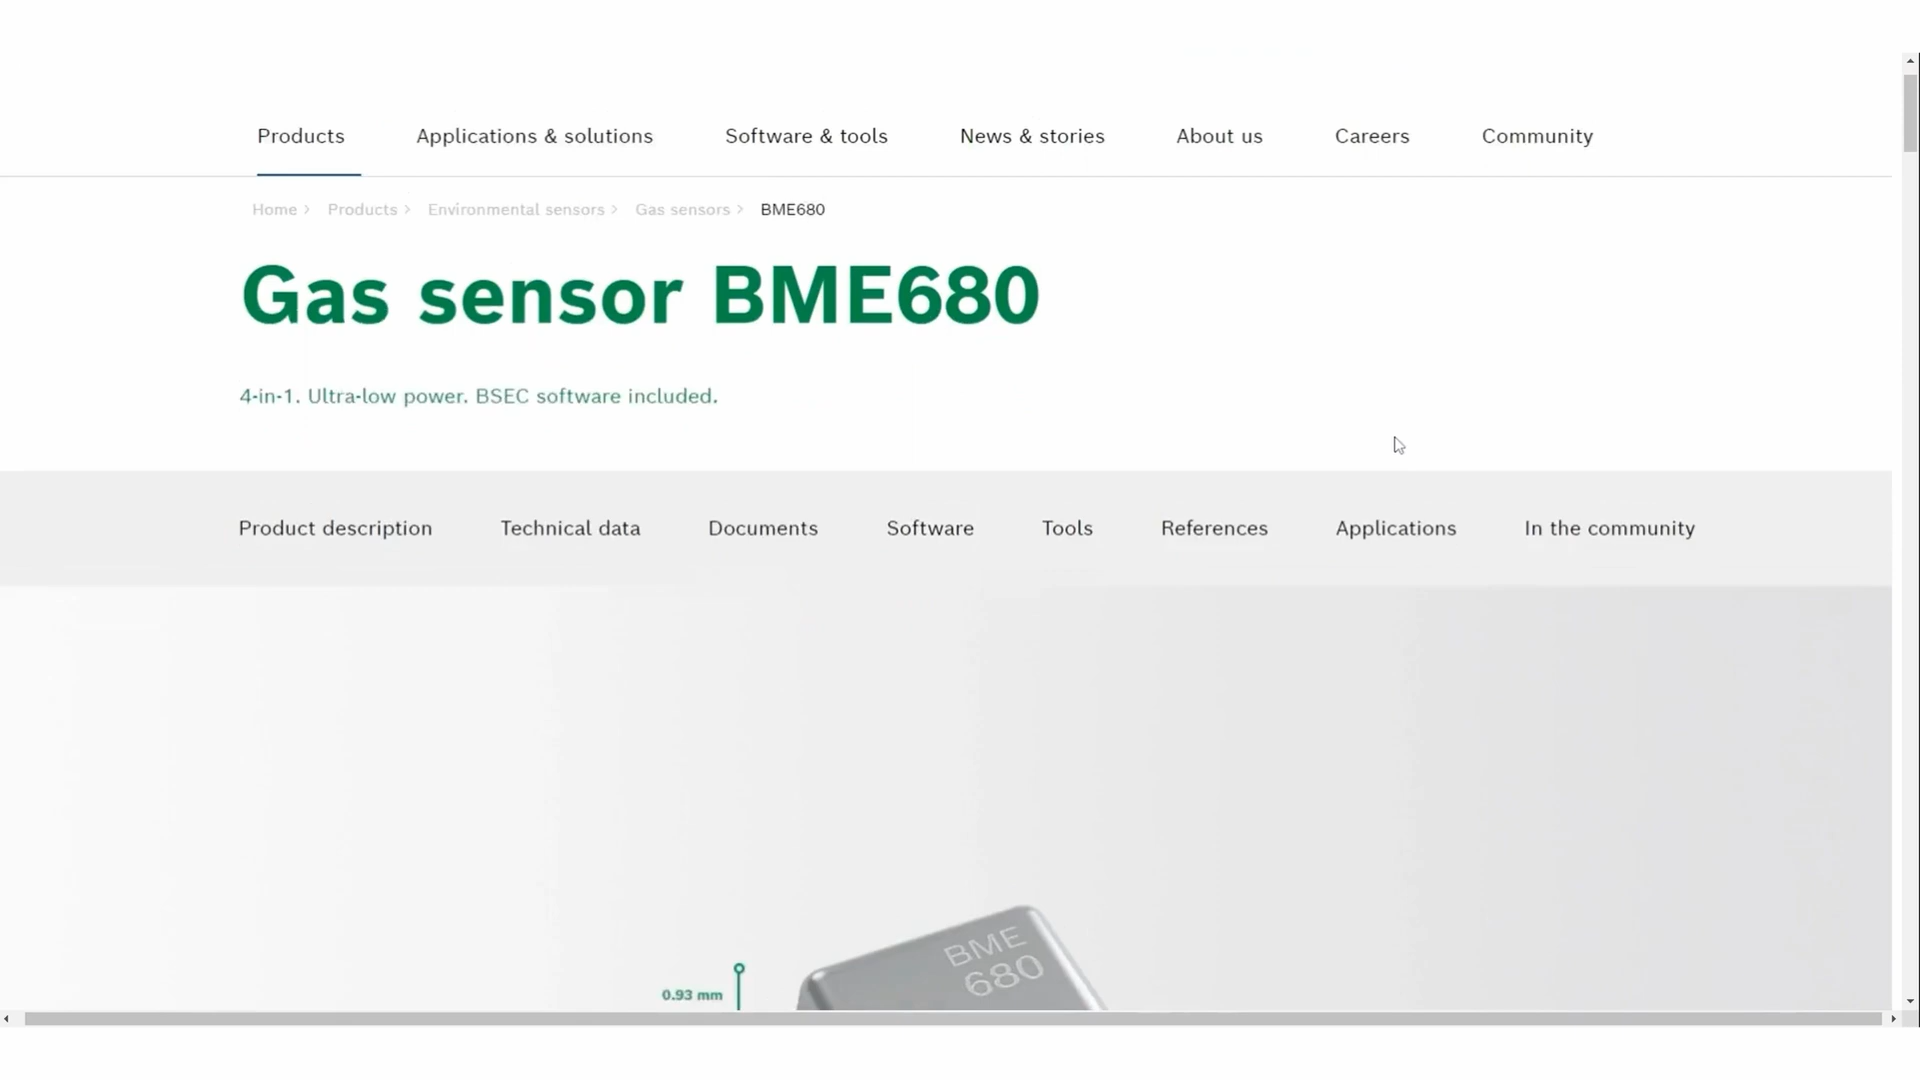 Products Applications & solutions Software & tools News & stories About us Careers Community
Home > Products > Environmental sensors > Gas sensors > BME680
Gas sensor BME680
4-in-1. Ultra-low power. BSEC software included.
Product description Technical data Documents Software Tools References Applications In the community
BME
680
0.93 mm